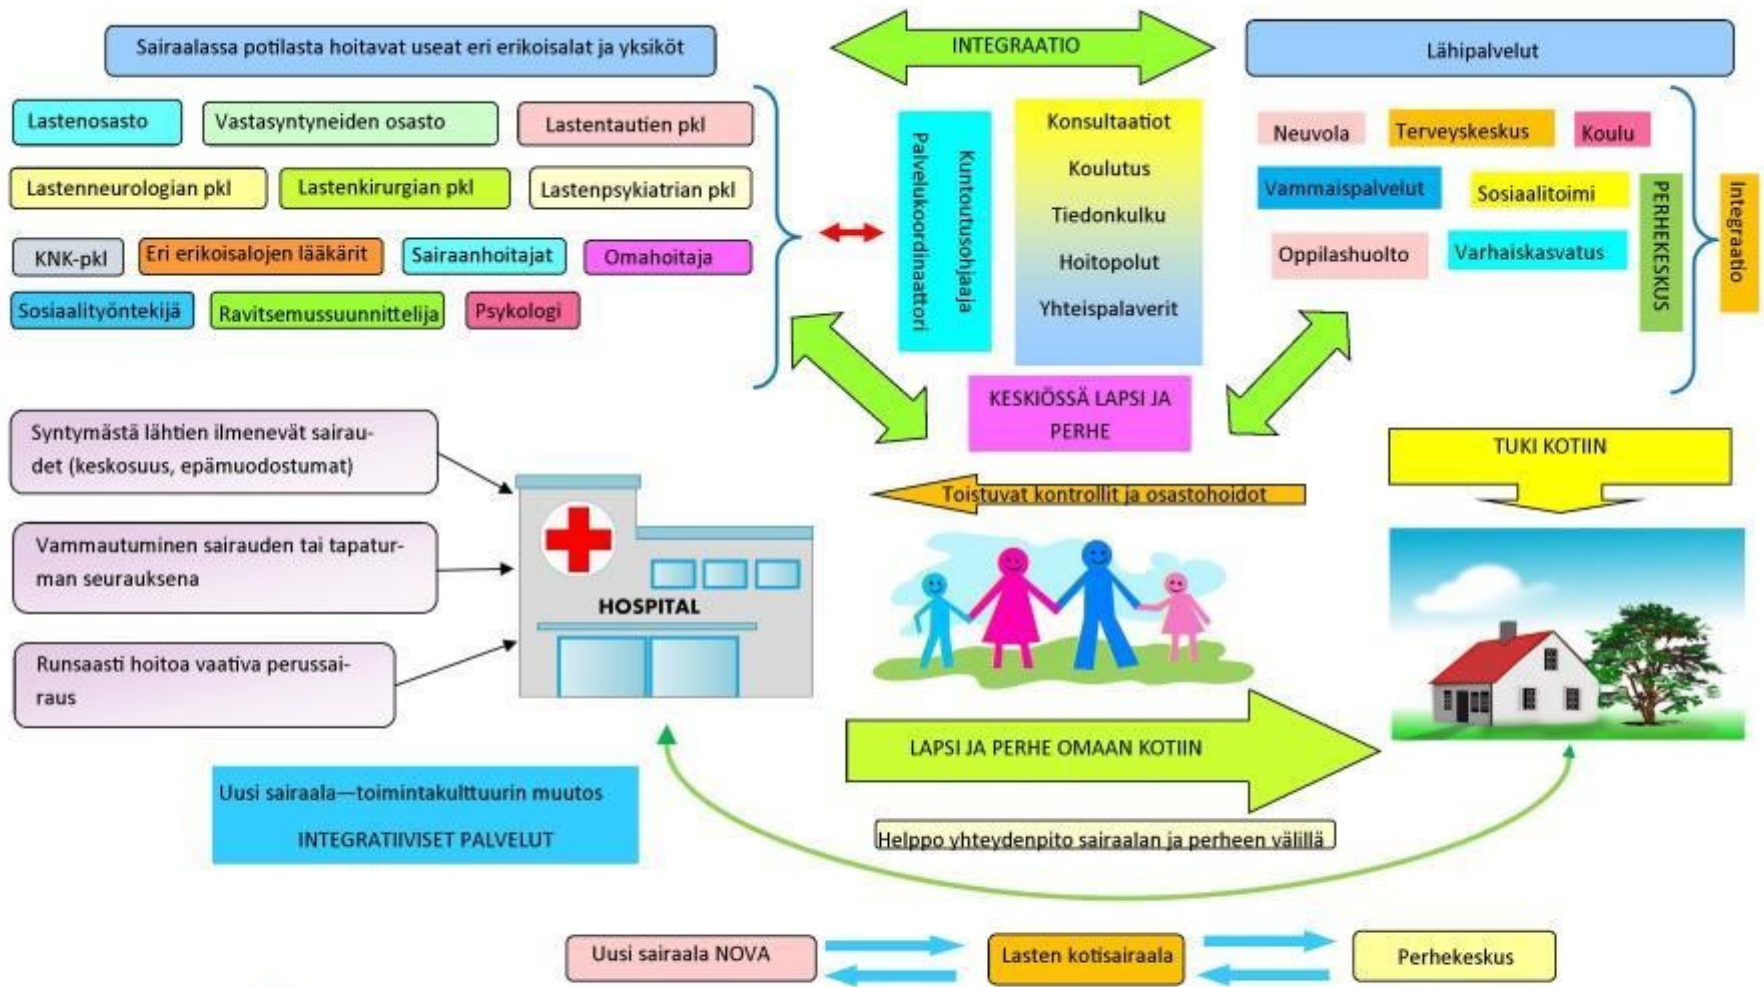 Sairaalassa potilasta hoitavat useat eri erikoisalat ja yksiköt
INTEGRAATIO
Lähipalvelut
Lastenosasto
Vastasyntyneiden osasto
Lastentautien pkl
Lastenneurologian pkl
Lastenkirurgian pkl
Lastenpsykiatrian pkl
KNK-pkl
Eri erikoisalojen lääkärit
Sairaanhoitajat
Omahoitaja
Sosiaalityöntekijä
Ravitsemussuunnittelija
Psykologi
Kuntoutusohjaaja
Palvelukoordinaattori
Konsultaatiot
Koulutus
Tiedonkulku
Hoitopolut
Yhteispalaverit
Neuvola
Terveyskeskus
Koulu
Vammaispalvelut
Sosiaalitoimi
Oppilashuolto
Varhaiskasvatus
PERHEKESKUS
Integraatio
KESKIÖSSÄ LAPSI JA
PERHE
Syntymästä lähtien ilmenevät sairau-
det (keskosuus, epämuodostumat)
Vammautuminen sairauden tai tapatur-
man seurauksena
Runsaasti hoitoa vaativa perussai-
raus
HOSPITAL
Toistuvat kontrollit ja osastohoidot
TUKI KOTIIN
LAPSI JA PERHE OMAAN KOTIIN
Uusi sairaala—toimintakulttuurin muutos
INTEGRATIIVISET PALVELUT
Helppo yhteydenpito sairaalan ja perheen välillä
Uusi sairaala NOVA
Lasten kotisairaala
Perhekeskus